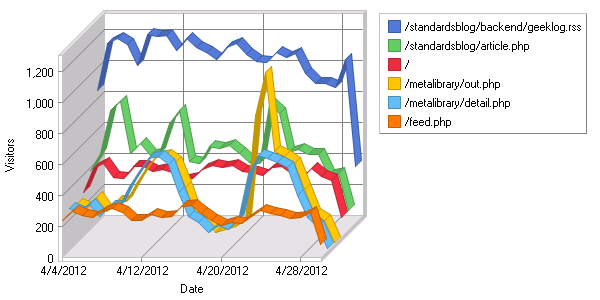 /standardsblog/backend/geeklog.rss
/standardsblog/article.php
/
/metalibrary/out.php
/metalibrary/detail.php
/feed.php
Visitors
1,200
1,000
800
600
400
200
0
4/4/2012 4/12/2012 4/20/2012 4/28/2012
Date